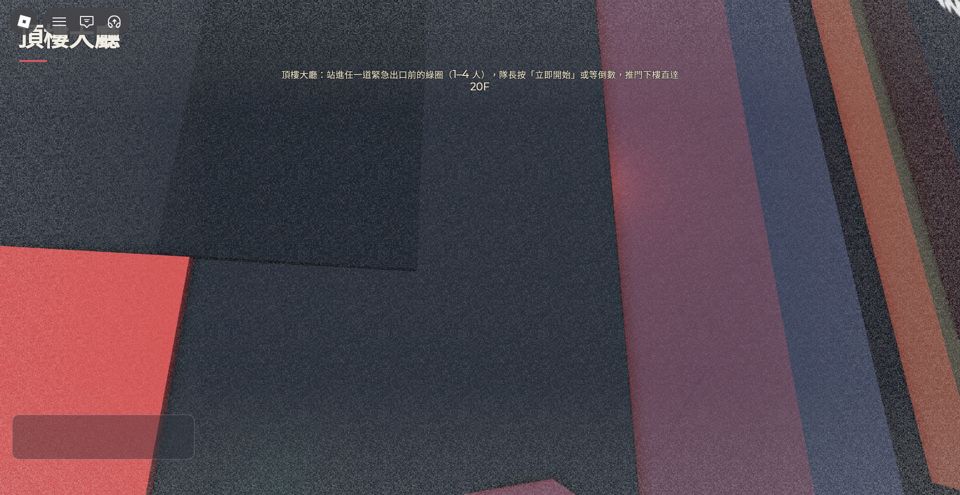 頂樓大廳
頂樓大廳：站進任一道緊急出口前的綠圈（1–4 人），隊長按「立即開始」或等倒數，推門下樓直達
20F